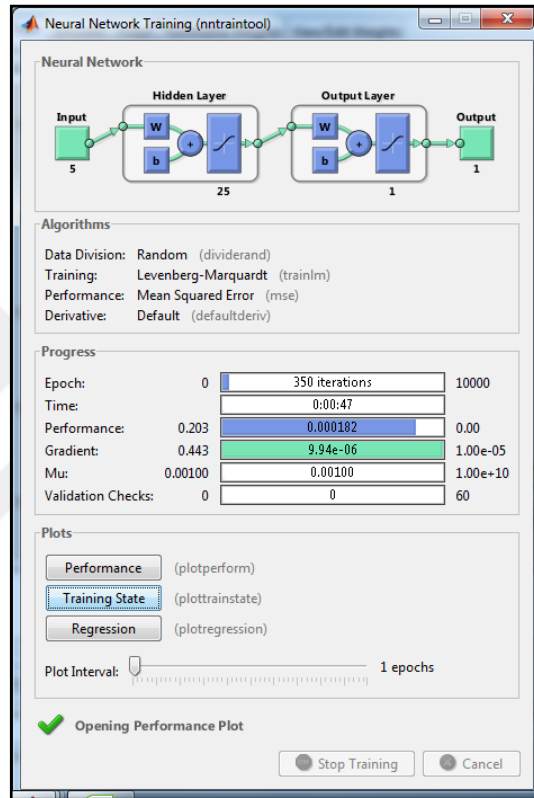 Neural Network Training (nntraintool)
Neural Network
Hidden Layer Output Layer
Input Output
W W
+ +
b b
5 1
25 1
Algorithms
Data Division: Random (dividerand)
Training: Levenberg-Marquardt (trainlm)
Performance: Mean Squared Error (mse)
Derivative: Default (defaultderiv)
Progress
Epoch: 0 350 iterations 10000
Time: 0:00:47
Performance: 0.203 0.000182 0.00
Gradient: 0.443 9.94e-06 1.00e-05
Mu: 0.00100 0.00100 1.00e+10
Validation Checks: 0 0 60
Plots
Performance (plotperform)
Training State (plottrainstate)
Regression (plotregression)
Plot Interval: 1 epochs
Opening Performance Plot
Stop Training Cancel